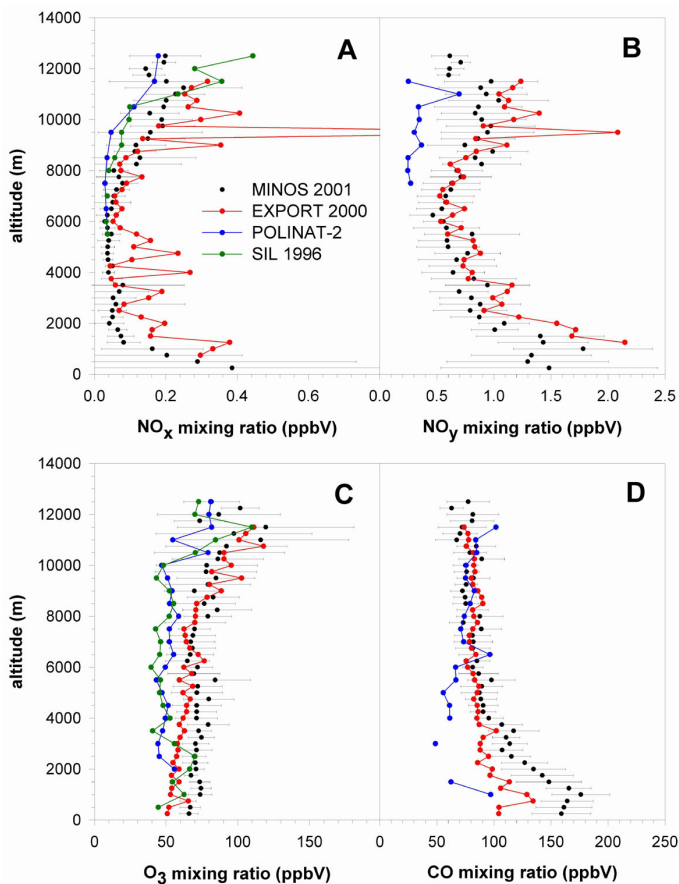 A
B
altitude (m)
14000
12000
10000
8000
6000
4000
2000
0
MINOS 2001
EXPORT 2000
POLINAT-2
SIL 1996
0.0 0.2 0.4 0.6 0.0 0.5 1.0 1.5 2.0 2.5
NOx mixing ratio (ppbV)
NOy mixing ratio (ppbV)
C
D
altitude (m)
14000
12000
10000
8000
6000
4000
2000
0
0 50 100 150 0 50 100 150 200 250
O3 mixing ratio (ppbV)
CO mixing ratio (ppbV)